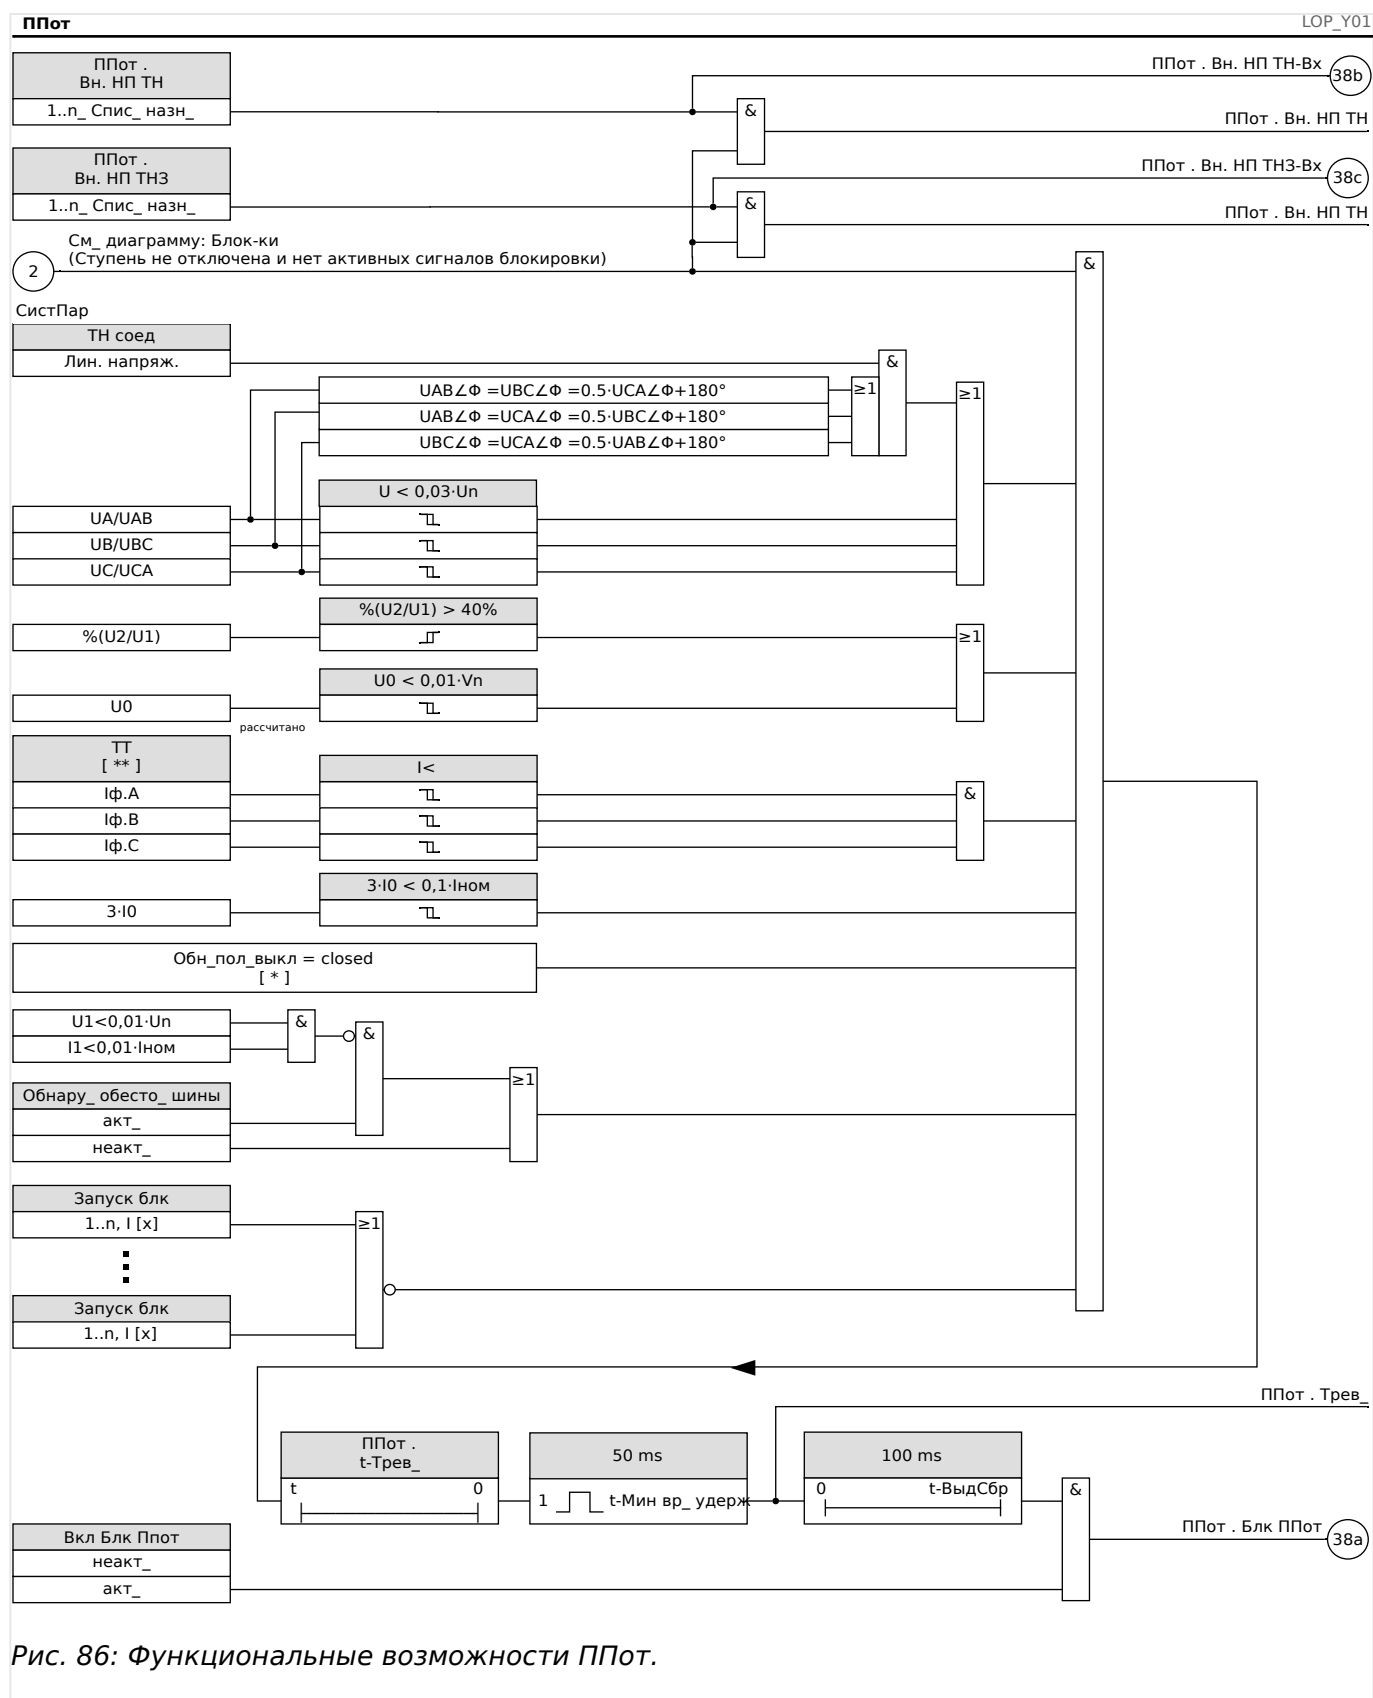 ППот
LOP_Y01
ППот .
Вн. НП ТН
1..n_ Спис_ назн_
ППот . Вн. НП ТН-Вх
38b
&
ППот . Вн. НП ТН
ППот .
Вн. НП ТНЗ
1..n_ Спис_ назн_
ППот . Вн. НП ТНЗ-Вх
38c
&
ППот . Вн. НП ТН
См_ диаграмму: Блок-ки
(Ступень не отключена и нет активных сигналов блокировки)
2
&
СистПар
ТН соед
Лин. напряж.
&
UAB∠Φ =UBC∠Φ =0.5·UCA∠Φ+180°
≥1
≥1
UAB∠Φ =UCA∠Φ =0.5·UBC∠Φ+180°
UBC∠Φ =UCA∠Φ =0.5·UAB∠Φ+180°
U < 0,03·Un
UA/UAB
UB/UBC
UC/UCA
%(U2/U1) > 40%
%(U2/U1)
≥1
U0 < 0,01·Vn
U0
рассчитано
ТТ
[ ** ]
I<
Iф.A
&
Iф.B
Iф.C
3·I0 < 0,1·Iном
3·I0
Обн_пол_выкл = closed
[ * ]
U1<0,01·Un
&
&
I1<0,01·Iном
≥1
Обнару_ обесто_ шины
акт_
неакт_
Запуск блк
1..n, I [x]
≥1
Запуск блк
1..n, I [x]
ППот . Трев_
ППот .
t-Трев_
50 ms
100 ms
t
0
1
t-Мин вр_ удерж
0
t-ВыдСбр
&
Вкл Блк Ппот
неакт_
акт_
ППот . Блк ППот
38a
Рис. 86: Функциональные возможности ППот.